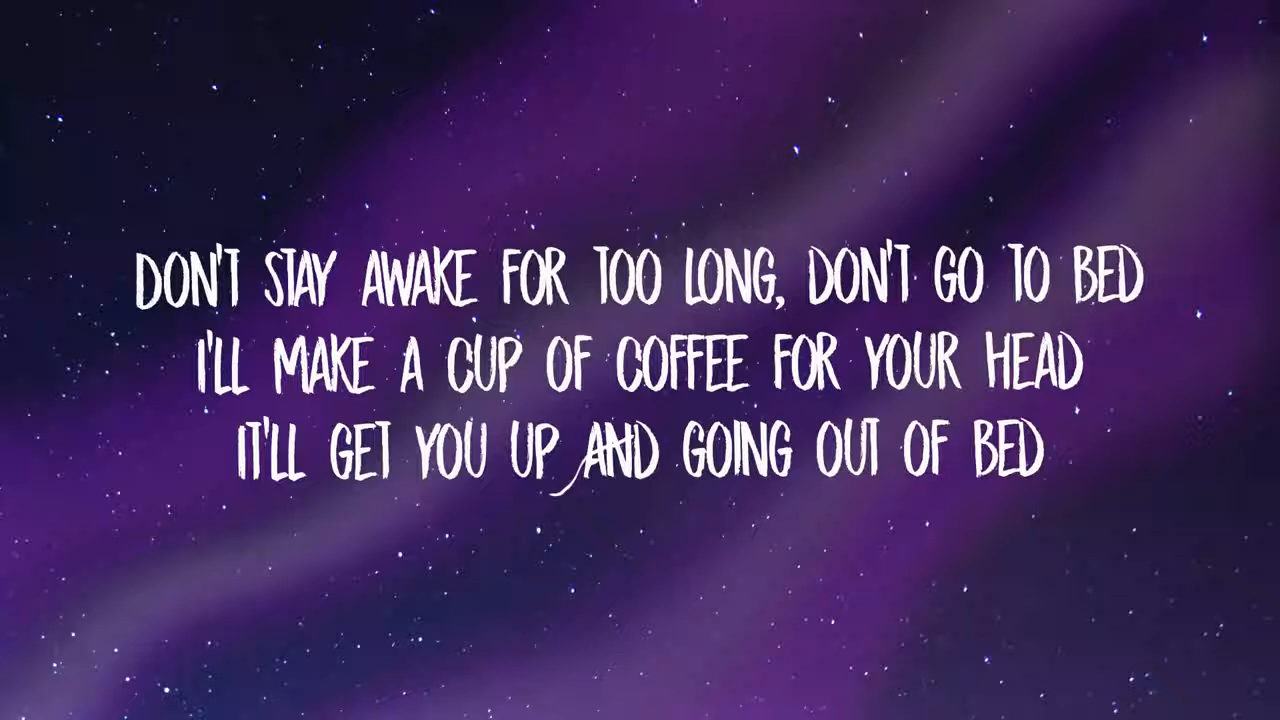 DON'T STAY AWAKE FOR TOO LONG, DON'T GO TO BED
I'LL MAKE A CUP OF COFFEE FOR YOUR HEAD
IT'LL GET YOU UP AND GOING OUT OF BED